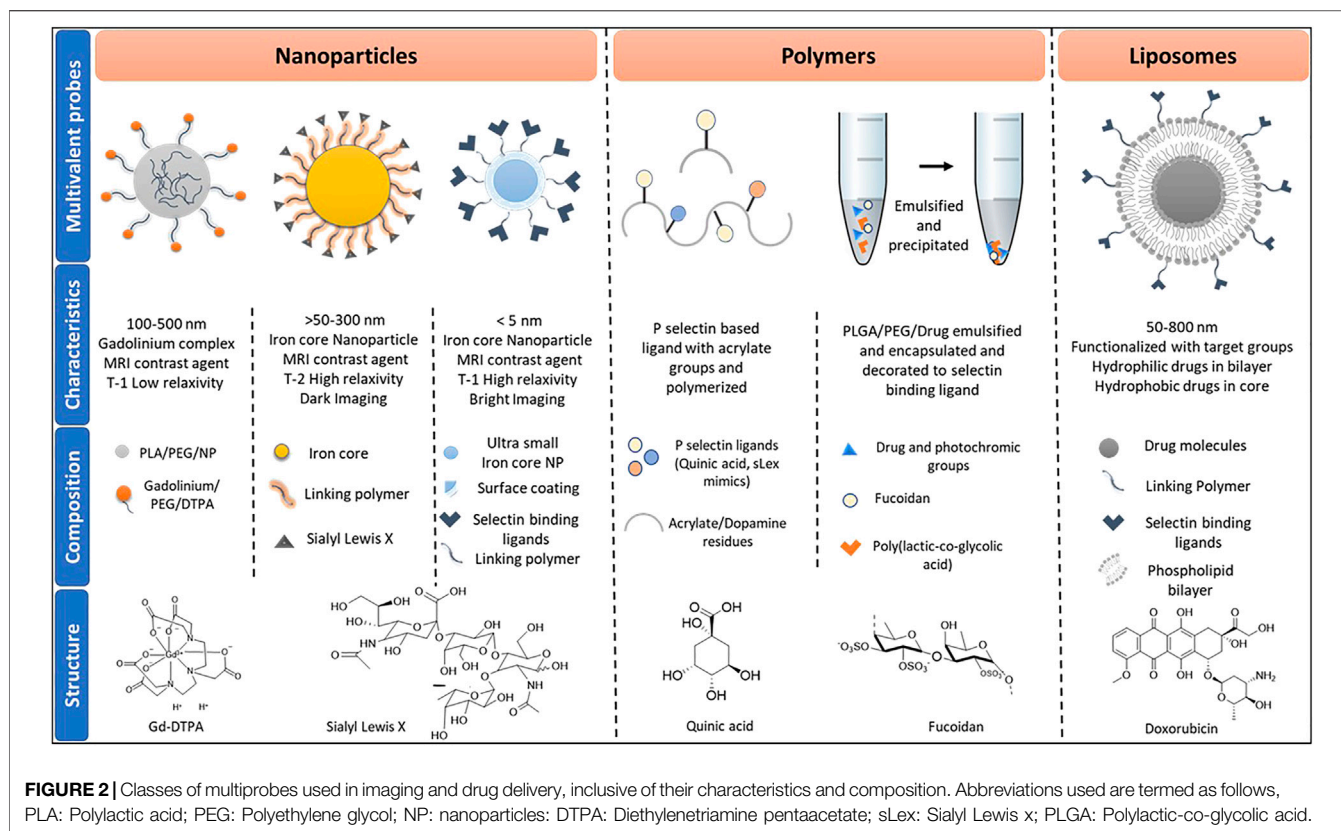 Nanoparticles
Polymers
Liposomes
Multivalent probes
Emulsified
and
precipitated
Characteristics
100-500 nm
Gadolinium complex
MRI contrast agent
T-1 Low relaxivity
>50-300 nm
Iron core Nanoparticle
MRI contrast agent
T-2 High relaxivity
Dark Imaging
< 5 nm
Iron core Nanoparticle
MRI contrast agent
T-1 High relaxivity
Bright Imaging
P selectin based
ligand with acrylate
groups and
polymerized
PLGA/PEG/Drug emulsified
and encapsulated and
decorated to selectin
binding ligand
50-800 nm
Functionalized with target groups
Hydrophilic drugs in bilayer
Hydrophobic drugs in core
Composition
PLA/PEG/NP
Gadolinium/
PEG/DTPA
Iron core
Linking polymer
Sialyl Lewis X
Ultra small
Iron core NP
Surface coating
Selectin binding
ligands
Linking polymer
P selectin ligands
(Quinic acid, sLex
mimics)
Acrylate/Dopamine
residues
Drug and photochromic
groups
Fucoidan
Poly(lactic-co-glycolic
acid)
Drug molecules
Linking Polymer
Selectin binding
ligands
Phospholipid
bilayer
Structure
Gd-DTPA
Sialyl Lewis X
Quinic acid
Fucoidan
Doxorubicin
FIGURE 2 | Classes of multiprobes used in imaging and drug delivery, inclusive of their characteristics and composition. Abbreviations used are termed as follows,
PLA: Polylactic acid; PEG: Polyethylene glycol; NP: nanoparticles: DTPA: Diethylenetriamine pentaacetate; sLex: Sialyl Lewis x; PLGA: Polylactic-co-glycolic acid.